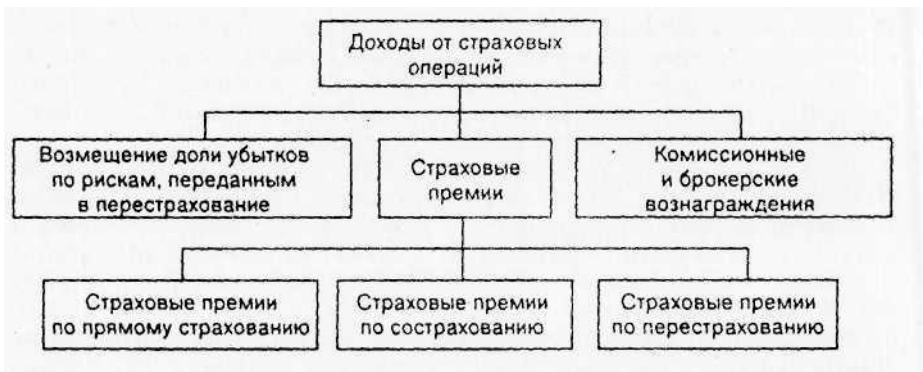 Доходы от страховых
операций
Возмещение доли убытков
по рискам, переданным
в перестрахование
Страховые
премии
Комиссионные
и брокерские
вознаграждения
Страховые премии
по прямому страхованию
Страховые премии
по сострахованию
Страховые премии
по перестрахованию